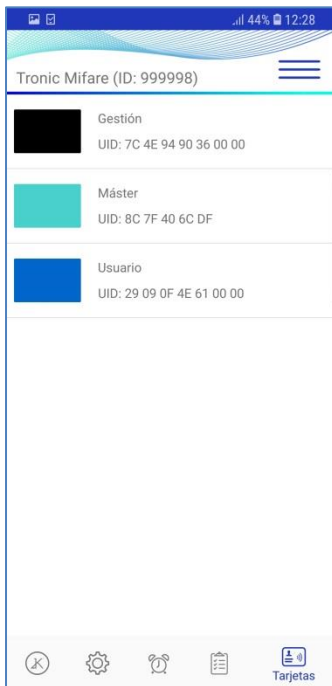 44% 12:28
Tronic Mifare (ID: 999998)
Gestión
UID: 7C 4E 94 90 36 00 00
Máster
UID: 8C 7F 40 6C DF
Usuario
UID: 29 09 0F 4E 61 00 00
K
Tarjetas